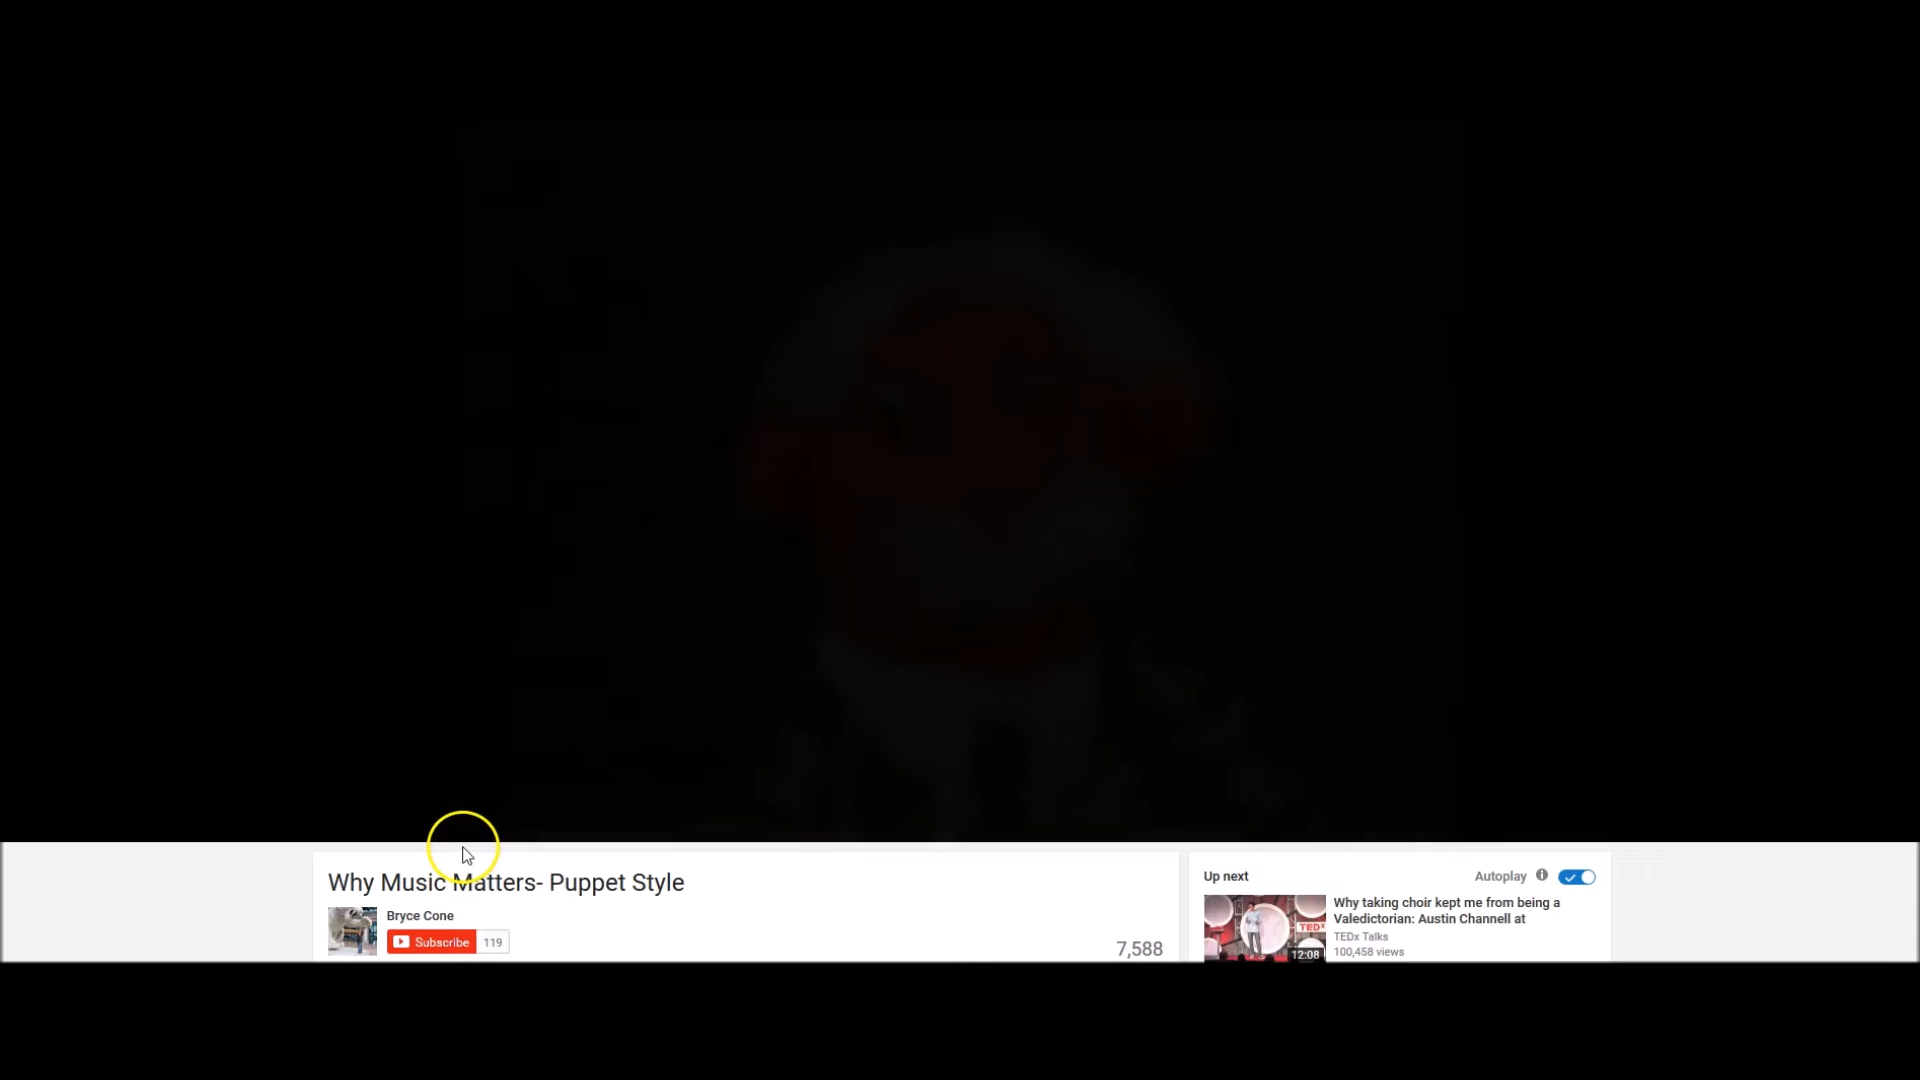 Why Music Matters- Puppet Style
Bryce Cone
Subscribe 119
7,588
Up next
Autoplay
Why taking choir kept me from being a
Valedictorian: Austin Channell at
TEDx Talks
100,458 views
TEDx
12:08